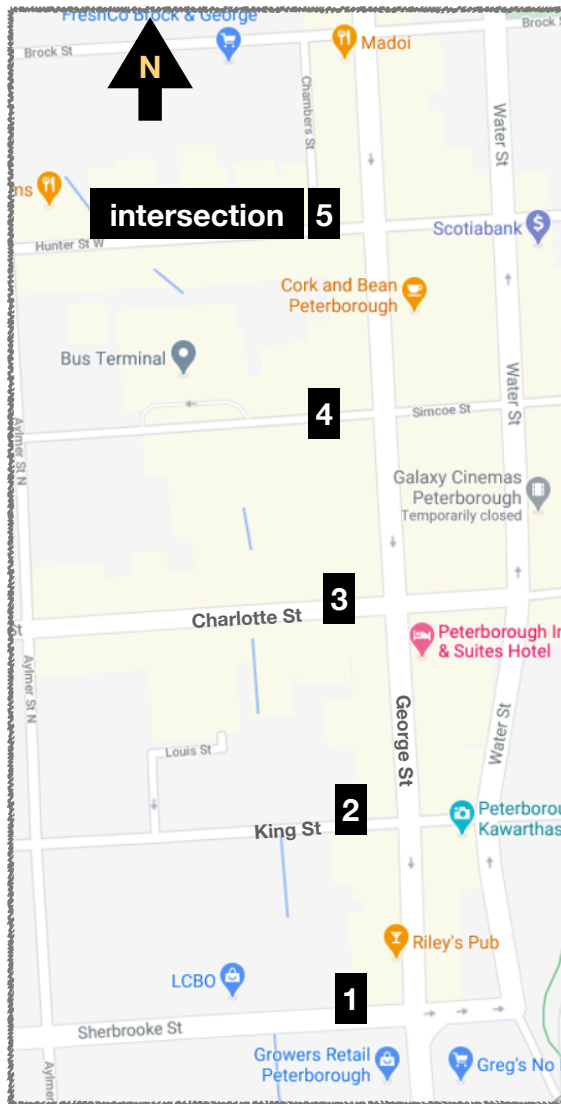 FreshCo Brock & George
Brock St
N
Madoi
Brock S
Chambers St
Water St
ms
intersection 5
Hunter St W
Scotiabank
Cork and Bean
Peterborough
Bus Terminal
Water St
4
Simcoe St
Aylmer St N
Galaxy Cinemas
Peterborough
Temporarily closed
3
Charlotte St
St
Peterborough In
& Suites Hotel
Aylmer St N
George St
Water St
Louis St
2
King St
Peterborou
Kawarthas
Riley's Pub
LCBO
1
Sherbrooke St
Growers Retail
Peterborough
Greg's No
Aylmer